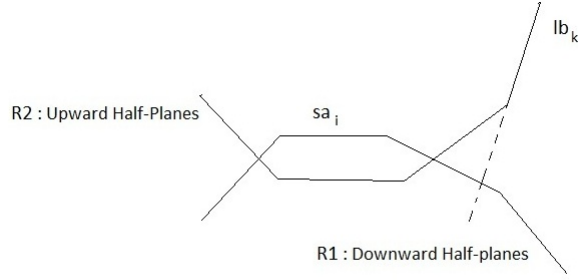 lb k
R2 : Upward Half-Planes
sa i
R1 : Downward Half-planes